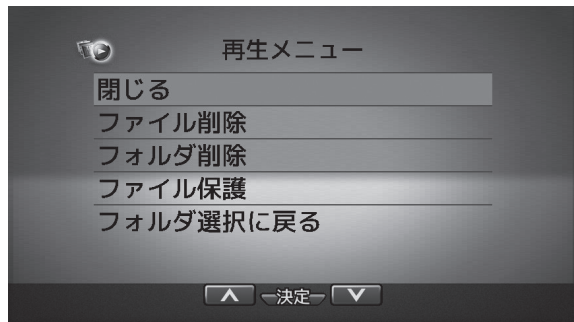 再生メニュー
閉じる
ファイル削除
フォルダ削除
ファイル保護
フォルダ選択に戻る
決定